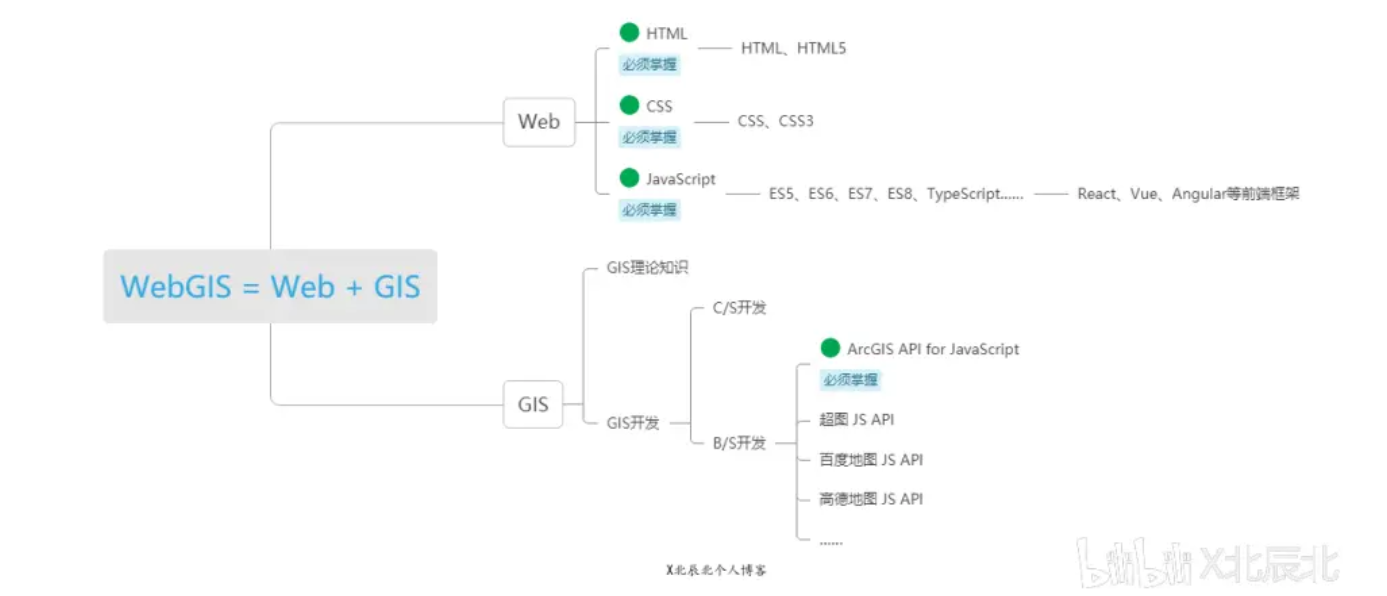 HTML
必须掌握
HTML、HTML5
CSS
必须掌握
CSS、CSS3
Web
JavaScript
必须掌握
ES5、ES6、ES7、ES8、TypeScript......
React、Vue、Angular等前端框架
WebGIS = Web + GIS
GIS理论知识
C/S开发
ArcGIS API for JavaScript
必须掌握
GIS
GIS开发
超图 JS API
B/S开发
百度地图 JS API
高德地图 JS API
......
X北辰北个人博客
bilibili X北辰北